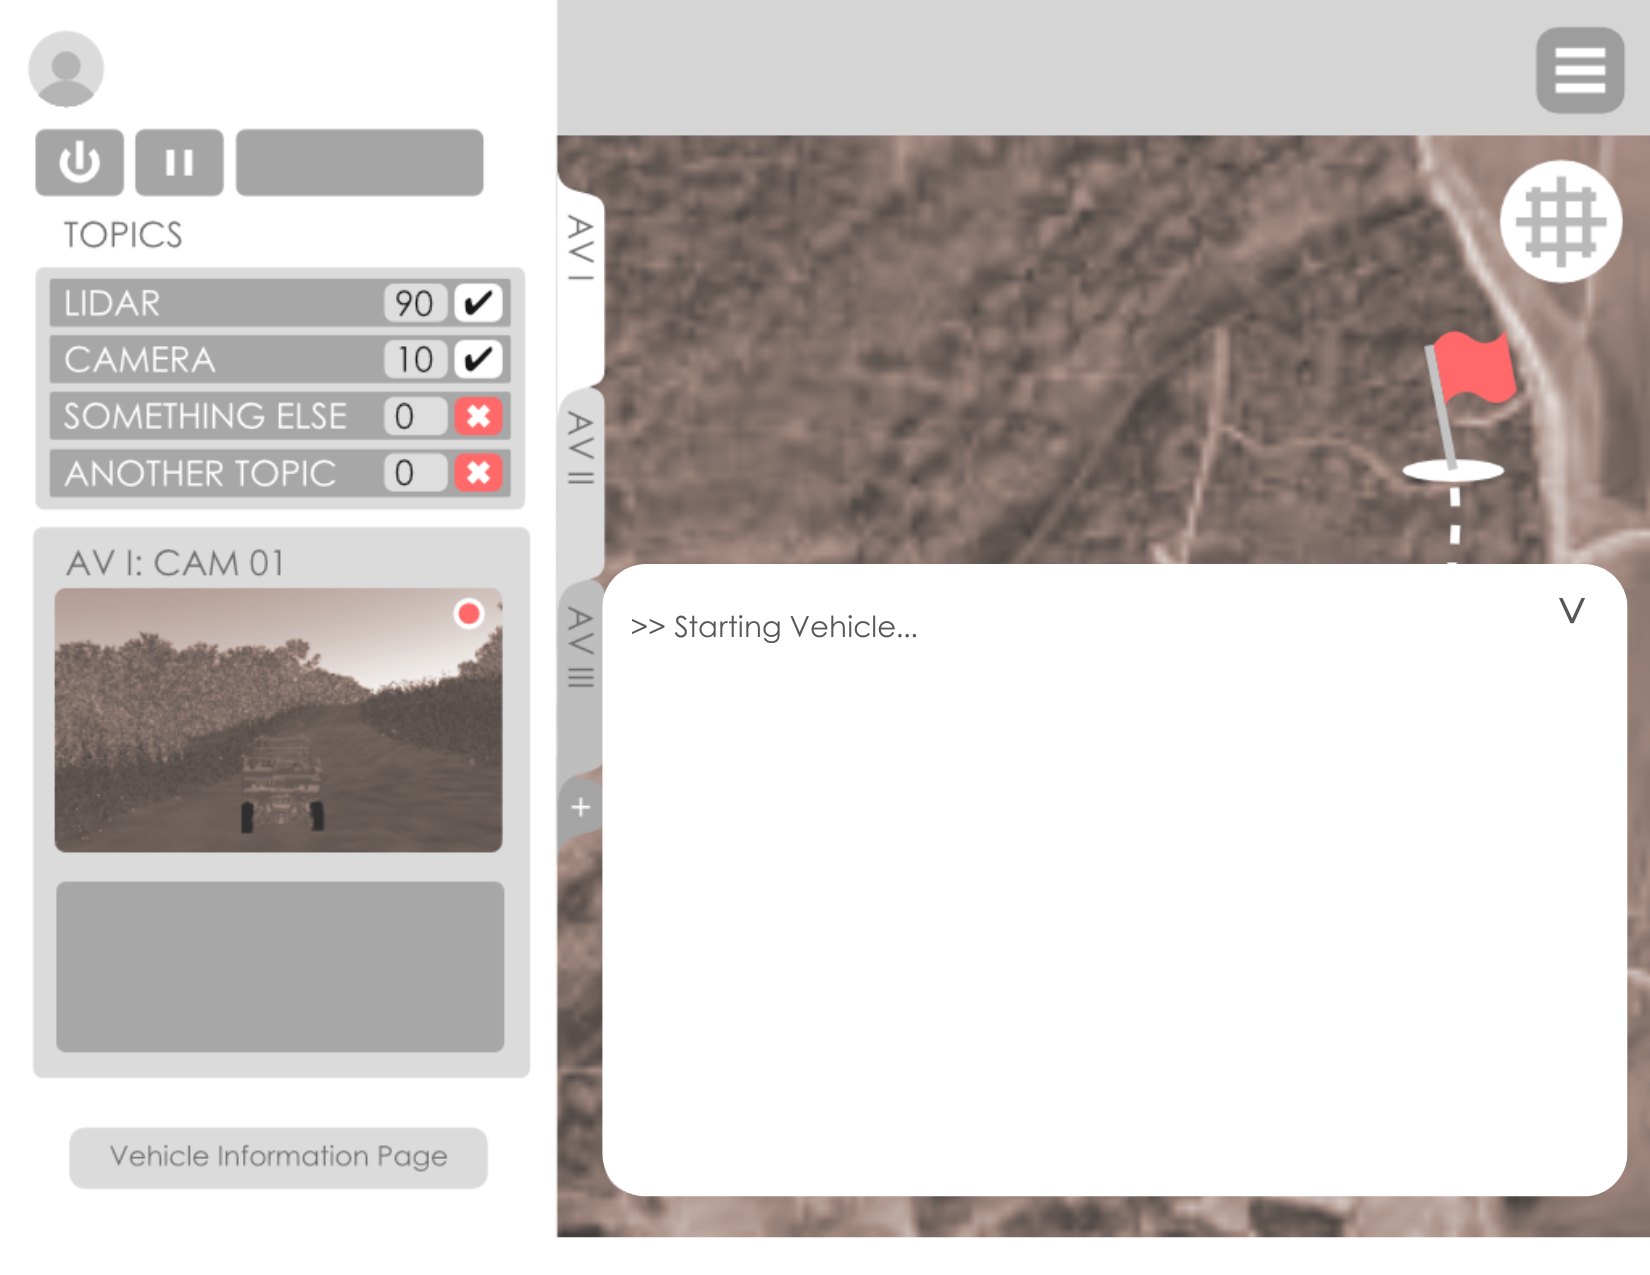 TOPICS
LIDAR 90 ✔
CAMERA 10 ✔
SOMETHING ELSE 0 ✖
ANOTHER TOPIC 0 ✖
AV I: CAM 01
Vehicle Information Page
AV I
AV II
AV III
+
>> Starting Vehicle...
V